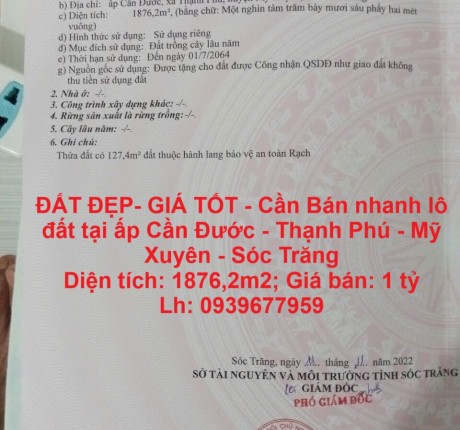 b) Địa chỉ: ấp Cần Đước, xã Thạnh Phú,
c) Diện tích: 1876,2m², (bằng chữ: Một nghìn tám trăm bảy mươi sáu phẩy hai mét
vuông)
d) Hình thức sử dụng: Sử dụng riêng
đ) Mục đích sử dụng: Đất trồng cây lâu năm
e) Thời hạn sử dụng: Đến ngày 01/7/2064
g) Nguồn gốc sử dụng: Được tặng cho đất được Công nhận QSDĐ như giao đất không
thu tiền sử dụng đất
2. Nhà ở: -/-.
3. Công trình xây dựng khác: -/-.
4. Rừng sản xuất là rừng trồng: -/-.
5. Cây lâu năm: -/-.
6. Ghi chú:
Thửa đất có 127,4m² đất thuộc hành lang bảo vệ an toàn Rạch
ĐẤT ĐẸP- GIÁ TỐT - Cần Bán nhanh lô
đất tại ấp Cần Đước - Thạnh Phú - Mỹ
Xuyên - Sóc Trăng
Diện tích: 1876,2m2; Giá bán: 1 tỷ
Lh: 0939677959
Sóc Trăng, ngày tháng năm 2022
SỞ TÀI NGUYÊN VÀ MÔI TRƯỜNG TỈNH SÓC TRĂNG
GIÁM ĐỐC
PHÓ GIÁM ĐỐC